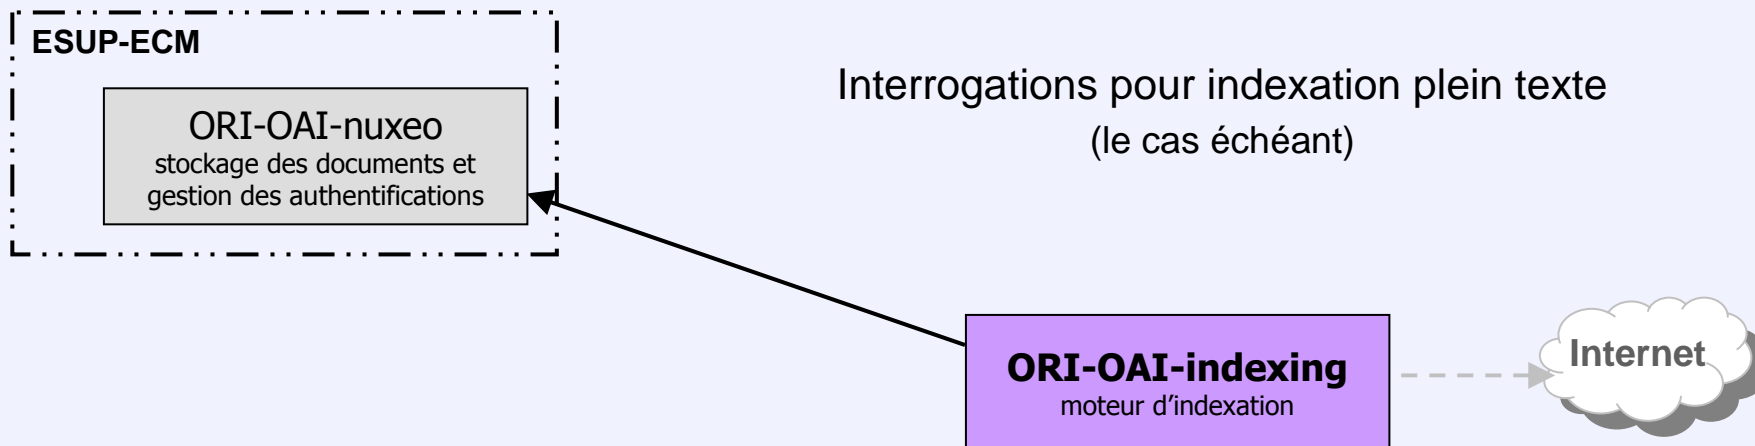 ESUP-ECM
ORI-OAI-nuxeo
stockage des documents et
gestion des authentifications
Interrogations pour indexation plein texte
(le cas échéant)
ORI-OAI-indexing
moteur d’indexation
Internet